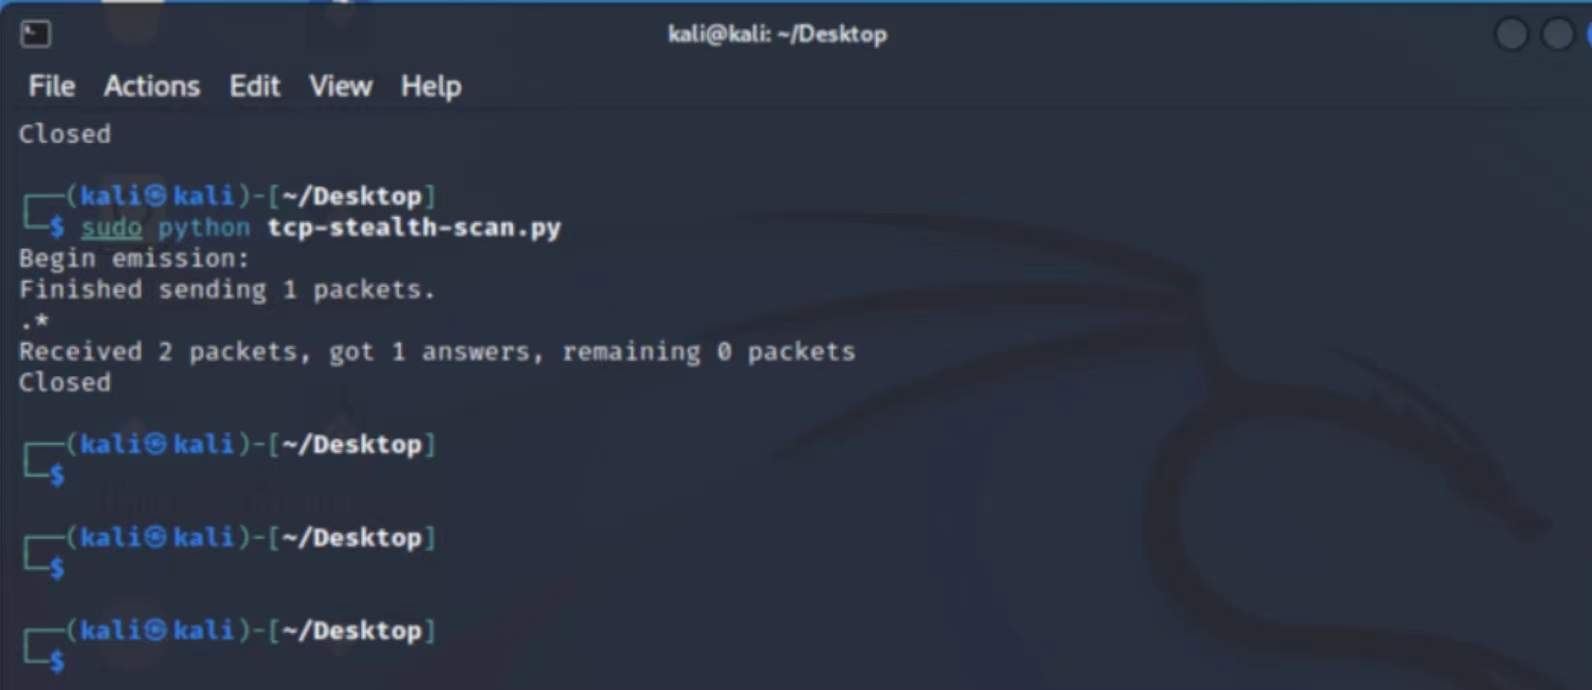 kali@kali: ~/Desktop
File Actions Edit View Help
Closed
┌──(kali㉿kali)-[~/Desktop]
└─$ sudo python tcp-stealth-scan.py
Begin emission:
Finished sending 1 packets.
.*
Received 2 packets, got 1 answers, remaining 0 packets
Closed
┌──(kali㉿kali)-[~/Desktop]
└─$
┌──(kali㉿kali)-[~/Desktop]
└─$
┌──(kali㉿kali)-[~/Desktop]
└─$